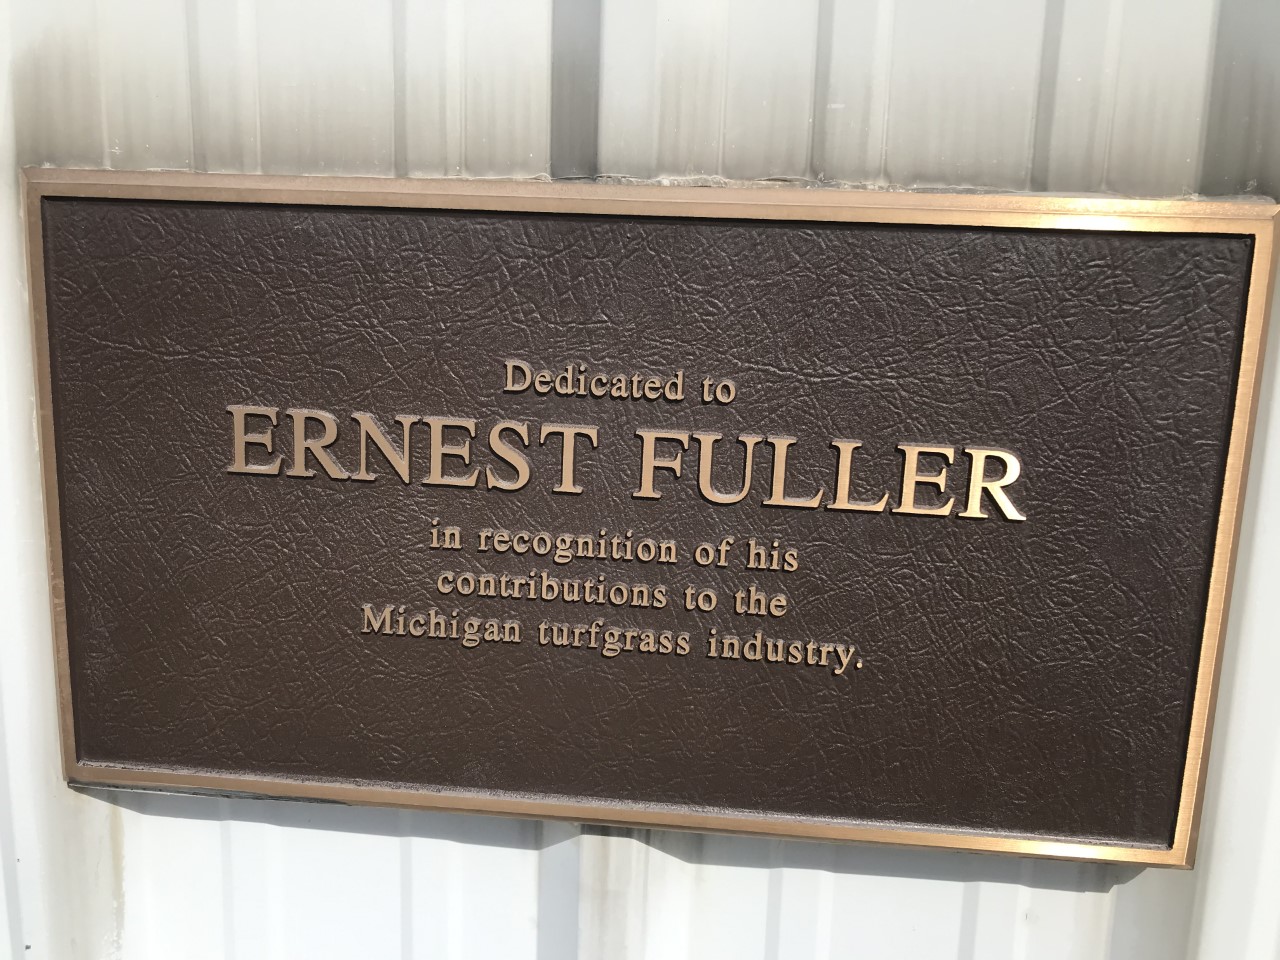 Dedicated to
ERNEST FULLER
in recognition of his
contributions to the
Michigan turfgrass industry.